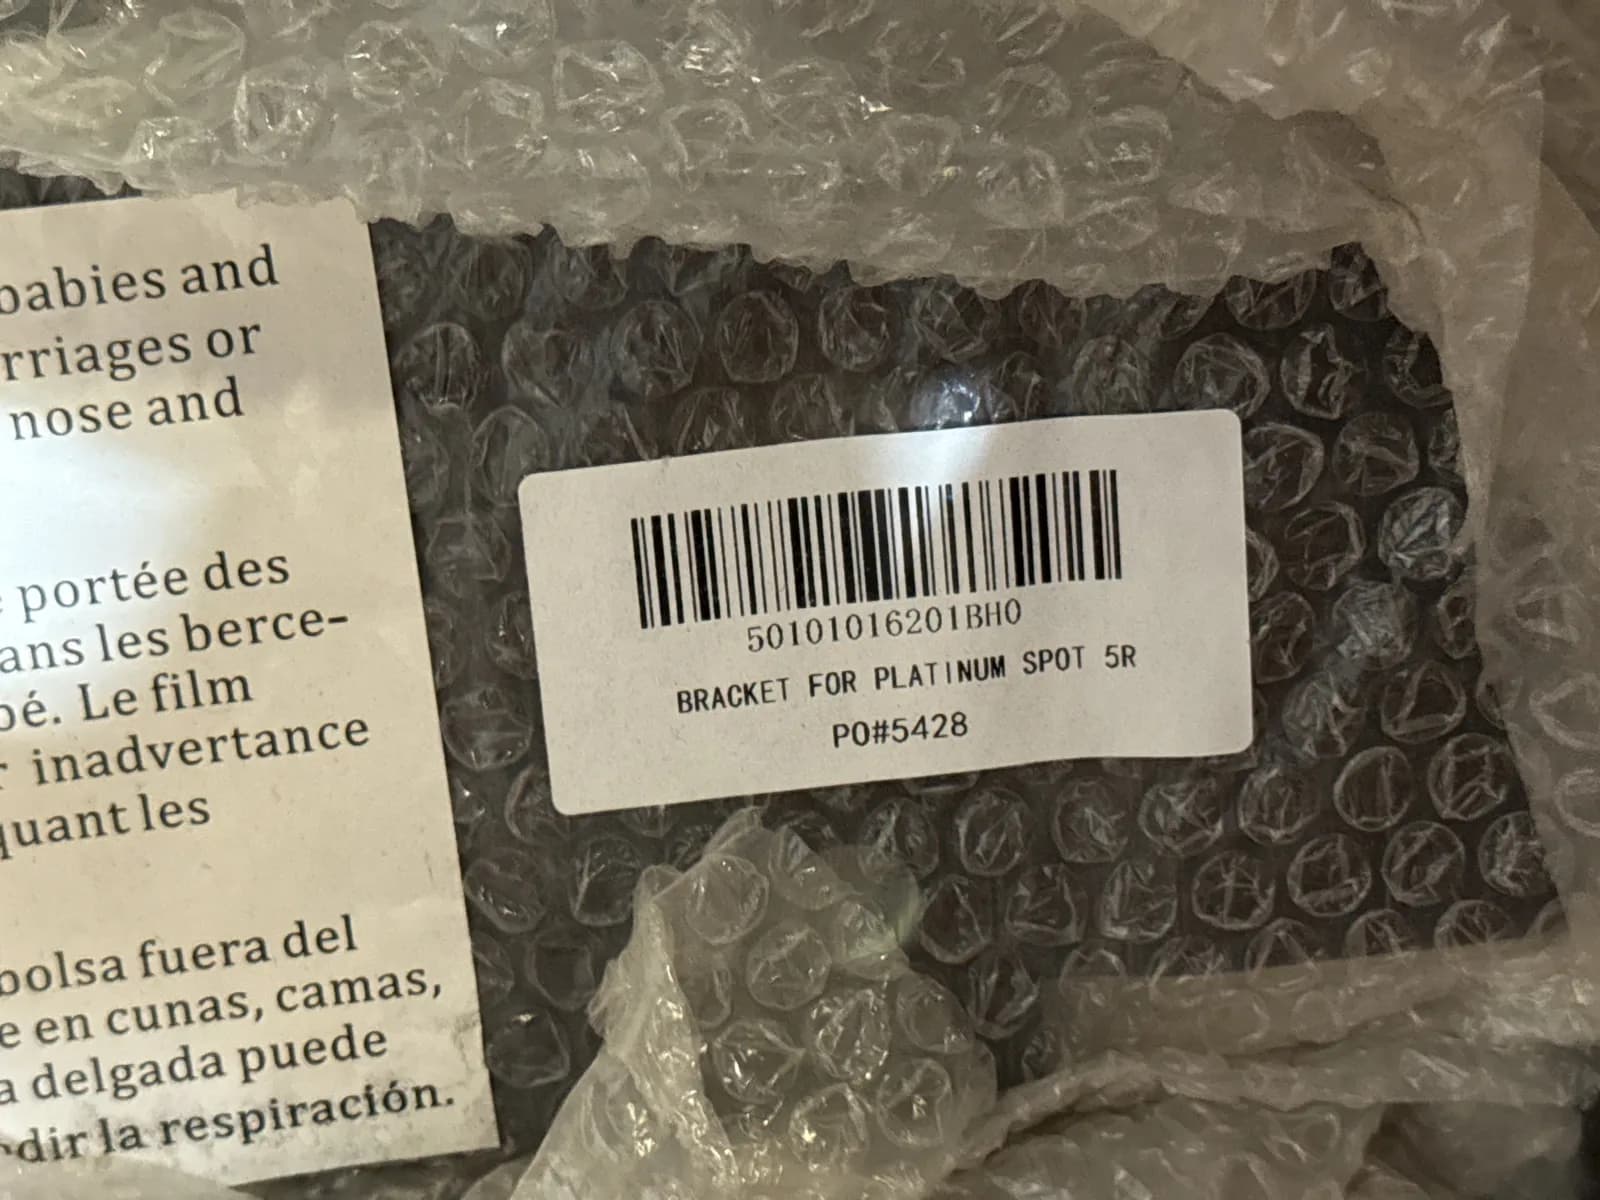 babies and
rriages or
nose and
portée des
ans les berce-
bé. Le film
r inadvertance
quant les
bolsa fuera del
e en cunas, camas,
a delgada puede
dir la respiración.
50101016201BH0
BRACKET FOR PLATINUM SPOT 5R
PO#5428